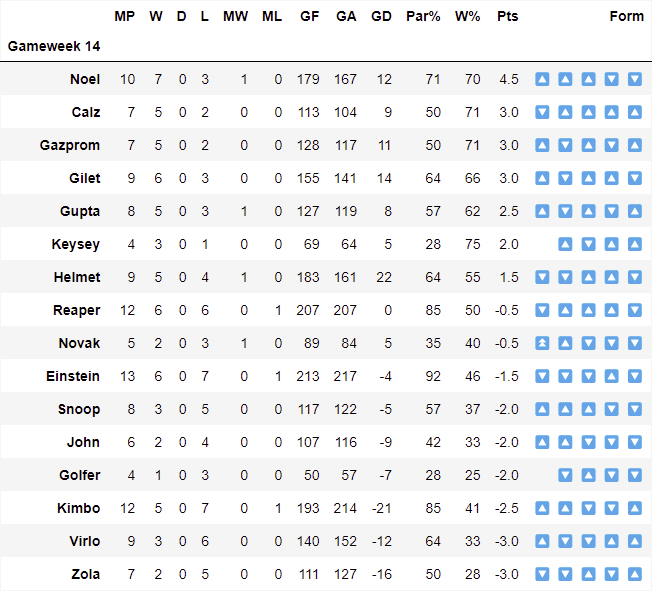 MP W D L MW ML GF GA GD Par% W% Pts Form
Gameweek 14
Noel 10 7 0 3 1 0 179 167 12 71 70 4.5 🔼 🔼 🔼 🔽 🔽
Calz 7 5 0 2 0 0 113 104 9 50 71 3.0 🔽 🔼 🔼 🔼 🔼
Gazprom 7 5 0 2 0 0 128 117 11 50 71 3.0 🔼 🔽 🔼 🔽 🔼
Gilet 9 6 0 3 0 0 155 141 14 64 66 3.0 🔼 🔽 🔼 🔼 🔽
Gupta 8 5 0 3 1 0 127 119 8 57 62 2.5 🔼 🔽 🔼 🔽 🔽
Keysey 4 3 0 1 0 0 69 64 5 28 75 2.0 🔼 🔽 🔼 🔼
Helmet 9 5 0 4 1 0 183 161 22 64 55 1.5 🔽 🔽 🔼 🔽 🔽
Reaper 12 6 0 6 0 1 207 207 0 85 50 -0.5 🔽 🔼 🔼 🔼 🔽
Novak 5 2 0 3 1 0 89 84 5 35 40 -0.5 ⏫ 🔼 🔽 🔽 🔽
Einstein 13 6 0 7 0 1 213 217 -4 92 46 -1.5 🔽 🔽 🔽 🔼 🔽
Snoop 8 3 0 5 0 0 117 122 -5 57 37 -2.0 🔼 🔼 🔼 🔽 🔽
John 6 2 0 4 0 0 107 116 -9 42 33 -2.0 🔼 🔼 🔽 🔽 🔽
Golfer 4 1 0 3 0 0 50 57 -7 28 25 -2.0 🔽 🔼 🔽 🔽
Kimbo 12 5 0 7 0 1 193 214 -21 85 41 -2.5 🔼 🔼 🔽 🔼 🔽
Virlo 9 3 0 6 0 0 140 152 -12 64 33 -3.0 🔼 🔽 🔽 🔼 🔼
Zola 7 2 0 5 0 0 111 127 -16 50 28 -3.0 🔽 🔽 🔼 🔽 🔽